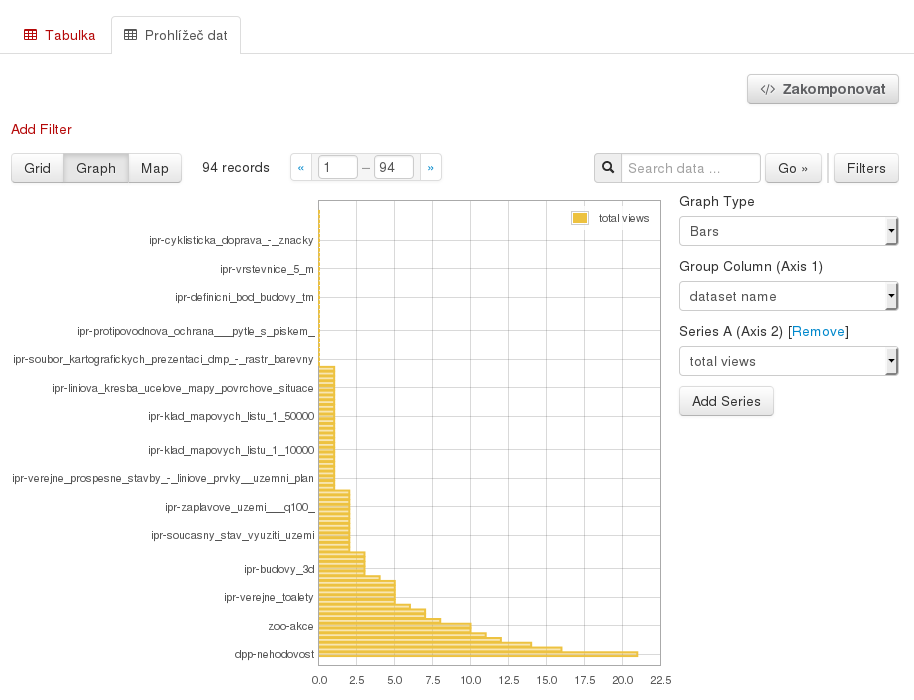 Tabulka Prohlížeč dat
</> Zakomponovat
Add Filter
Grid Graph Map 94 records « 1 – 94 » Search data ... Go » Filters
total views
ipr-cyklisticka_doprava_-_znacky
ipr-vrstevnice_5_m
ipr-definicni_bod_budovy_tm
ipr-protipovodnova_ochrana___pytle_s_piskem_
ipr-soubor_kartografickych_prezentaci_dmp_-_rastr_barevny
ipr-liniova_kresba_ucelove_mapy_povrchove_situace
ipr-klad_mapovych_listu_1_50000
ipr-klad_mapovych_listu_1_10000
ipr-verejne_prospesne_stavby_-_liniove_prvky__uzemni_plan
ipr-zaplavove_uzemi___q100_
ipr-soucasny_stav_vyuziti_uzemi
ipr-budovy_3d
ipr-verejne_toalety
zoo-akce
dpp-nehodovost
0.0 2.5 5.0 7.5 10.0 12.5 15.0 17.5 20.0 22.5
Graph Type
Bars
Group Column (Axis 1)
dataset name
Series A (Axis 2) [Remove]
total views
Add Series